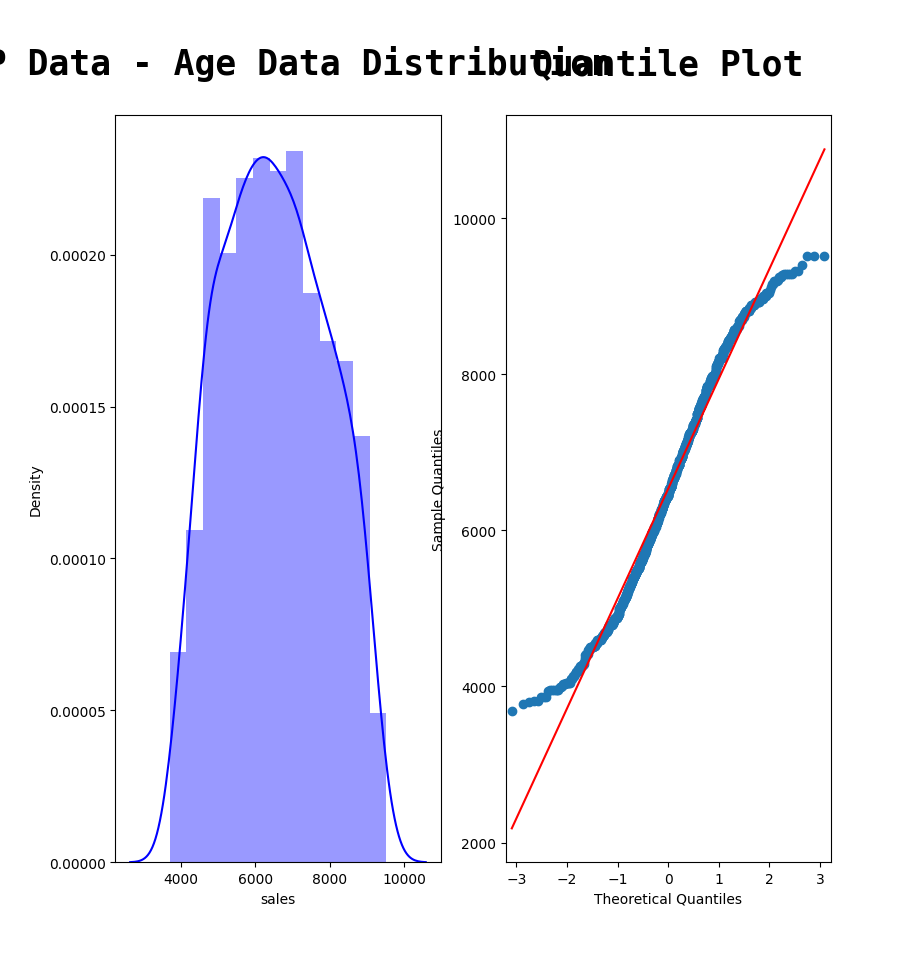 P Data - Age Data Distribution
Quantile Plot
0.00020
0.00015
0.00010
0.00005
0.00000
Density
4000 6000 8000 10000
sales
10000
8000
6000
4000
2000
Sample Quantiles
−3 −2 −1 0 1 2 3
Theoretical Quantiles